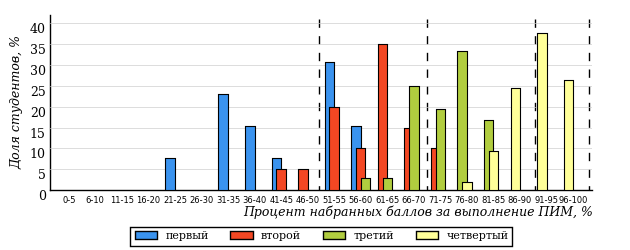 Доля студентов, %
40
35
30
25
20
15
10
5
0
0-5 6-10 11-15 16-20 21-25 26-30 31-35 36-40 41-45 46-50 51-55 56-60 61-65 66-70 71-75 76-80 81-85 86-90 91-95 96-100
Процент набранных баллов за выполнение ПИМ, %
первый второй третий четвертый